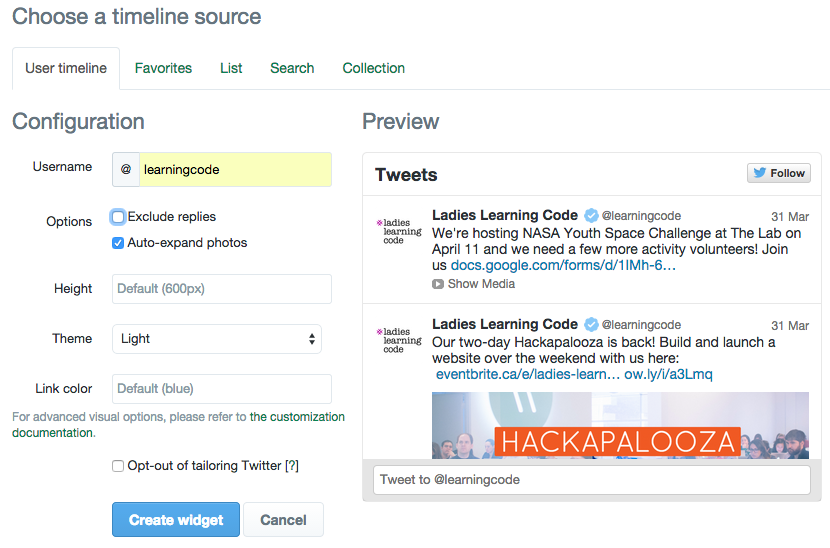 Choose a timeline source
User timeline Favorites List Search Collection
Configuration
Username @ learningcode
Options Exclude replies
Auto-expand photos
Height Default (600px)
Theme Light
Link color Default (blue)
For advanced visual options, please refer to the customization
documentation.
Opt-out of tailoring Twitter [?]
Create widget Cancel
Preview
Tweets Follow
ladies
learning
code
Ladies Learning Code @learningcode 31 Mar
We're hosting NASA Youth Space Challenge at The Lab on
April 11 and we need a few more activity volunteers! Join
us docs.google.com/forms/d/1IMh-6…
Show Media
ladies
learning
code
Ladies Learning Code @learningcode 31 Mar
Our two-day Hackapalooza is back! Build and launch a
website over the weekend with us here:
eventbrite.ca/e/ladies-learn… ow.ly/i/a3Lmq
HACKAPALOOZA
Tweet to @learningcode